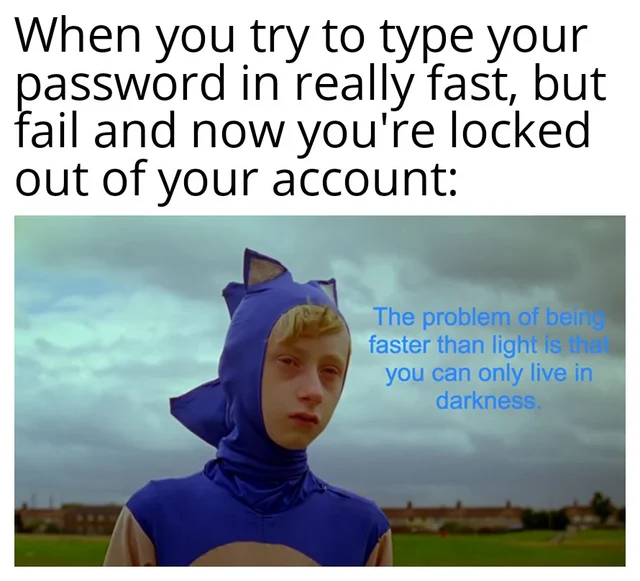 When you try to type your
password in really fast, but
fail and now you're locked
out of your account:
The problem of being
faster than light is that
you can only live in
darkness.